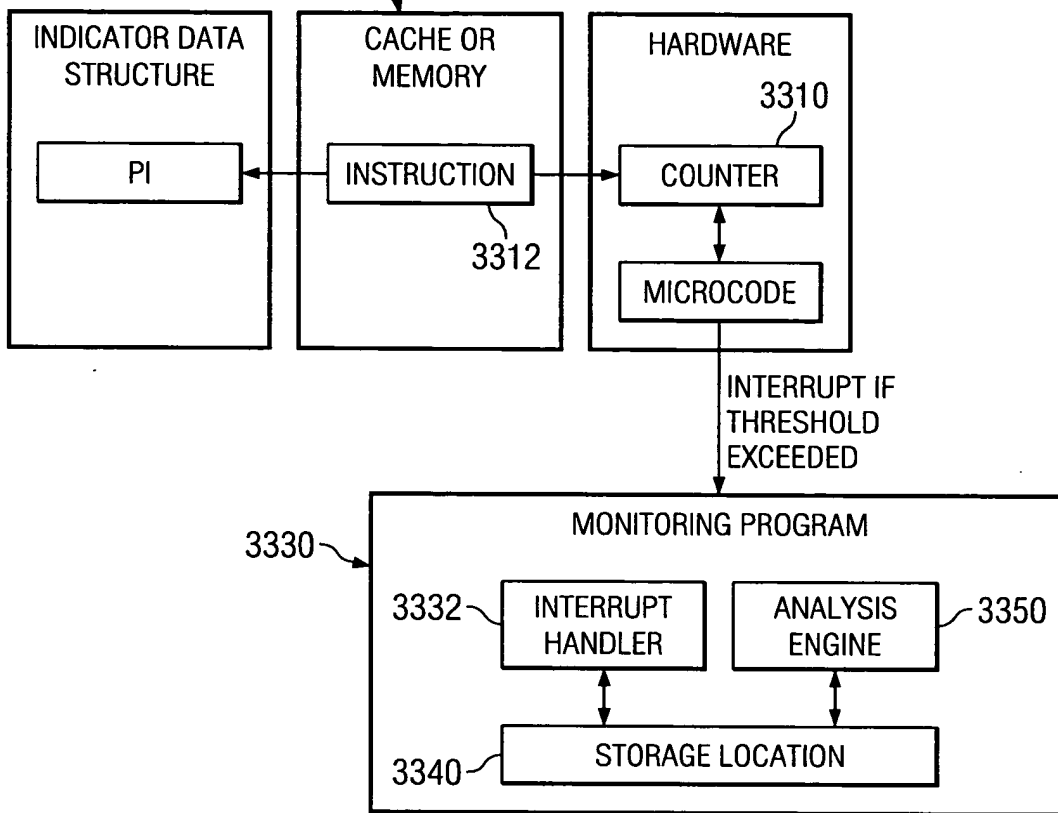 INDICATOR DATA
STRUCTURE
PI
CACHE OR
MEMORY
INSTRUCTION
3312
HARDWARE
3310
COUNTER
MICROCODE
INTERRUPT IF
THRESHOLD
EXCEEDED
MONITORING PROGRAM
3330
3332
INTERRUPT
HANDLER
ANALYSIS
ENGINE
3350
3340
STORAGE LOCATION